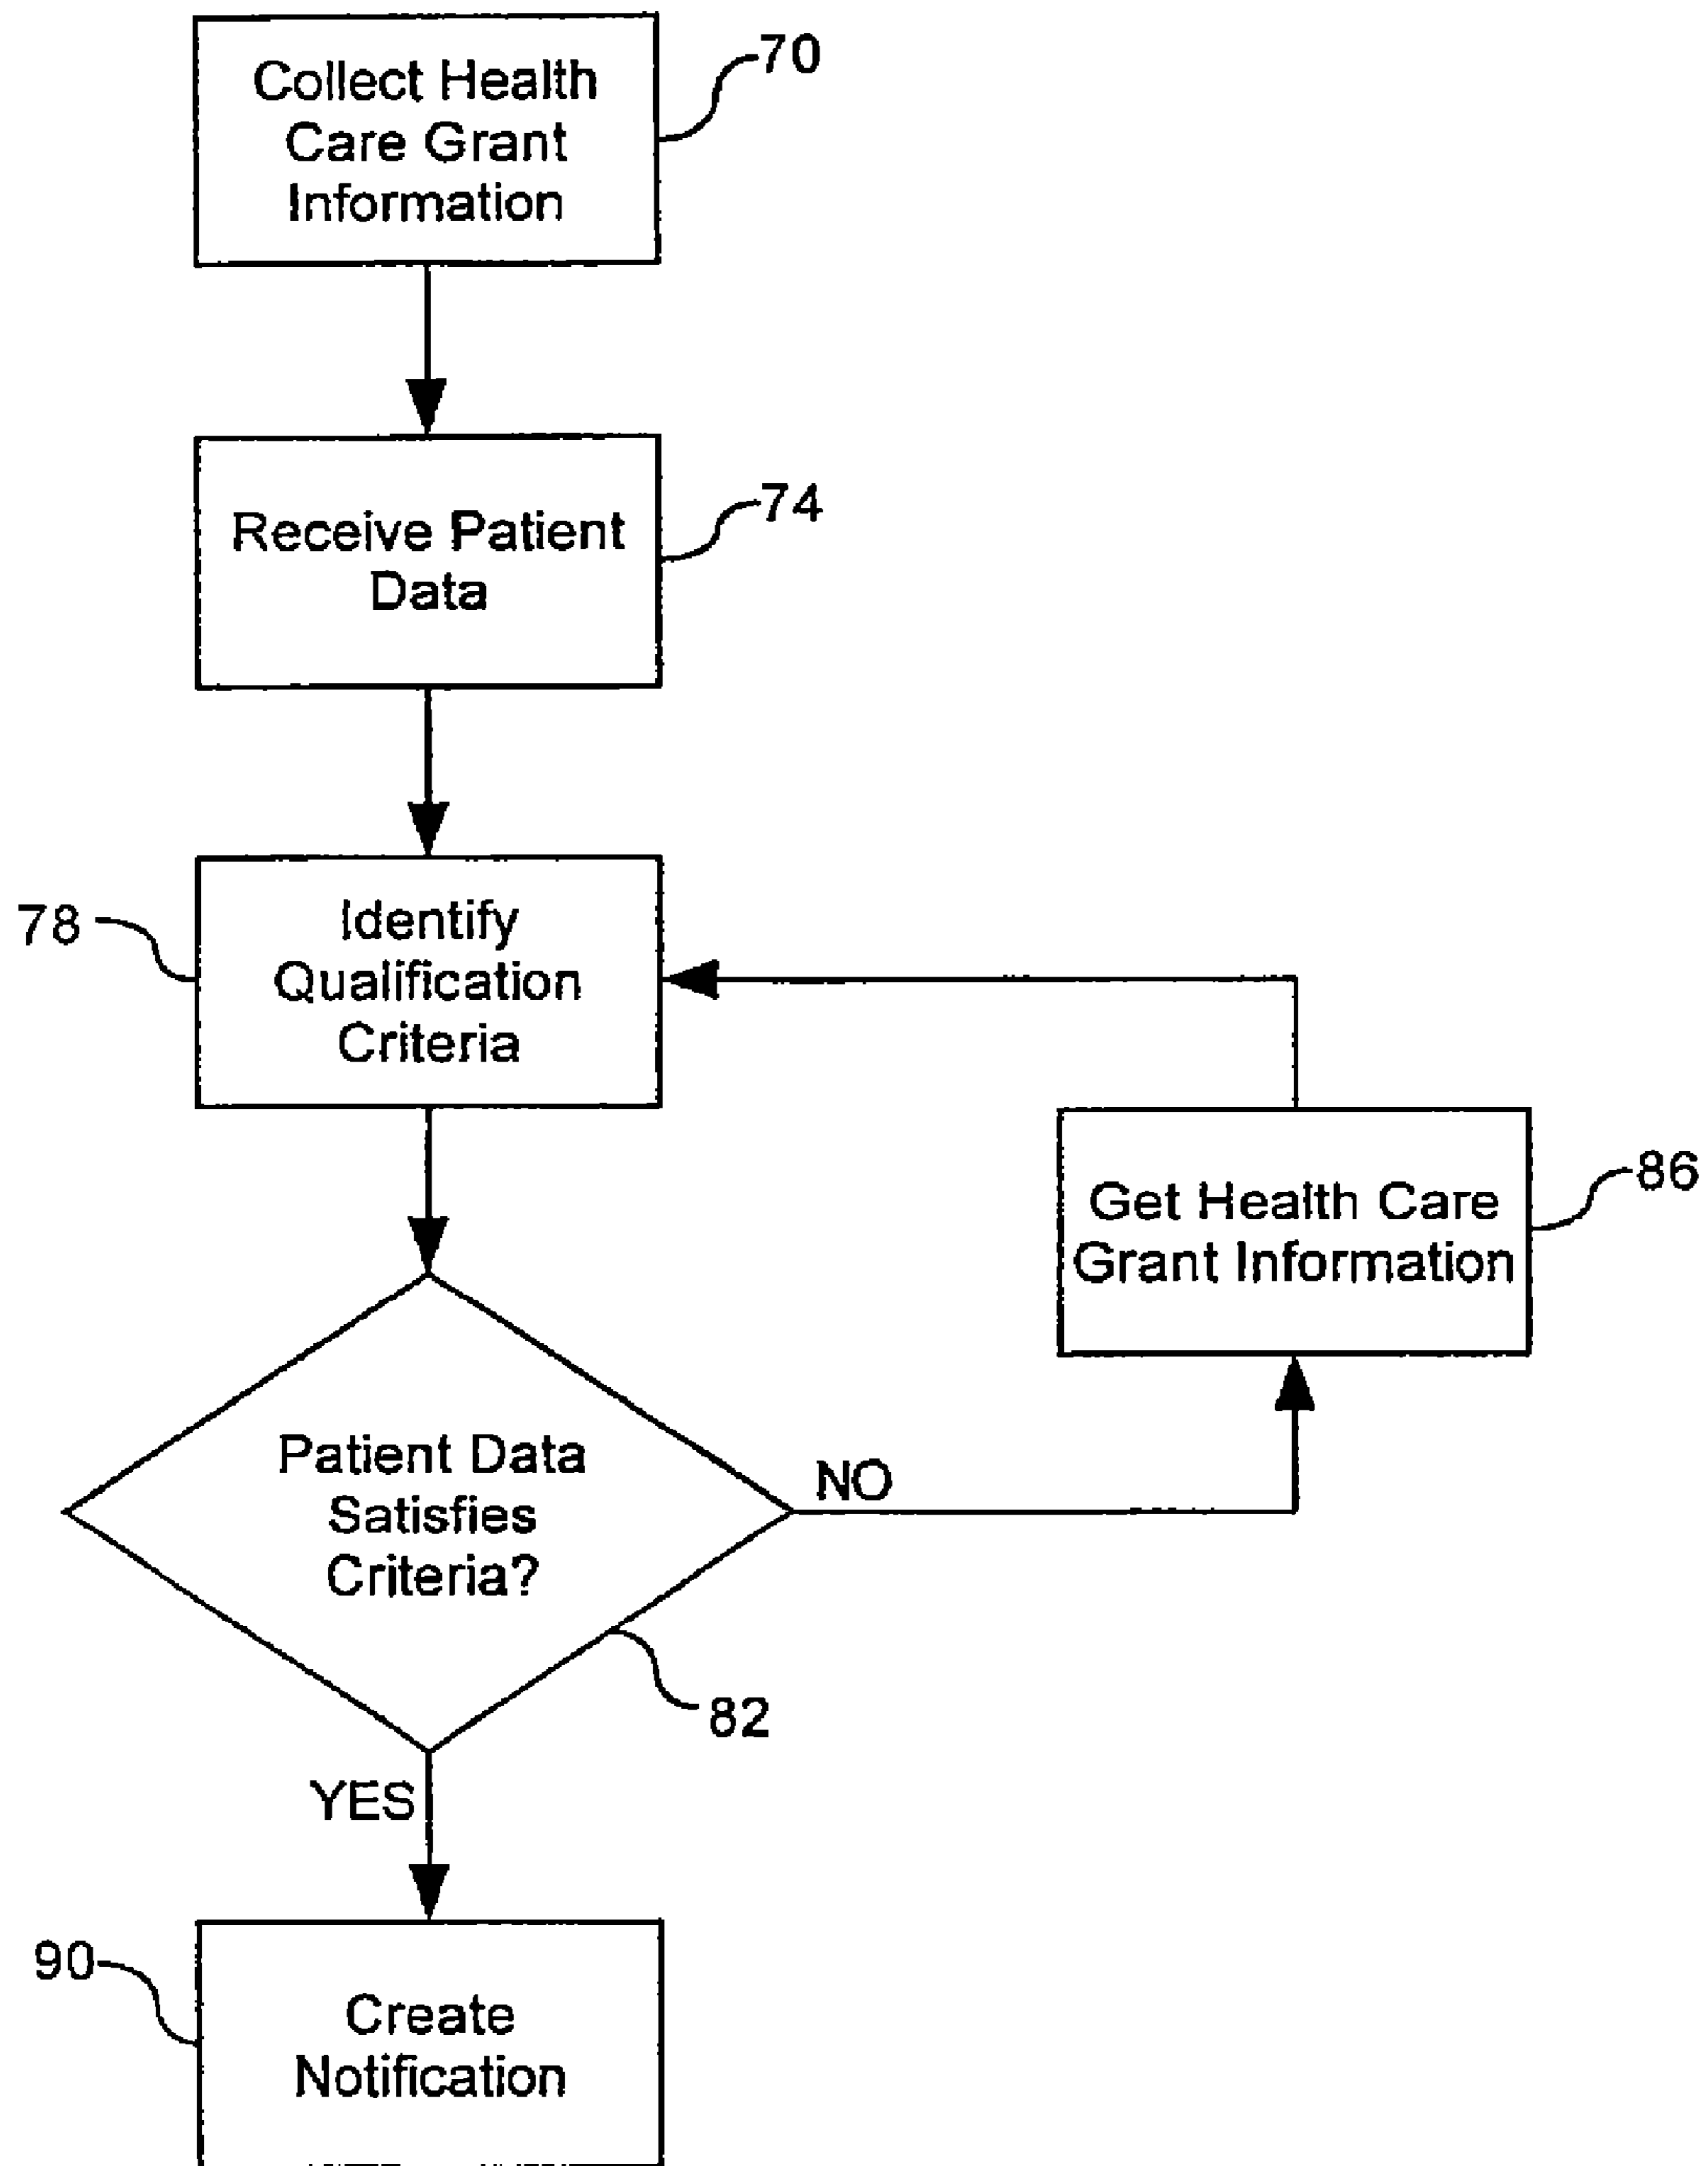 Collect Health
Care Grant
Information
70
Receive Patient
Data
74
78
Identify
Qualification
Criteria
Get Health Care
Grant Information
86
Patient Data
Satisfies
Criteria?
NO
82
YES
90
Create
Notification